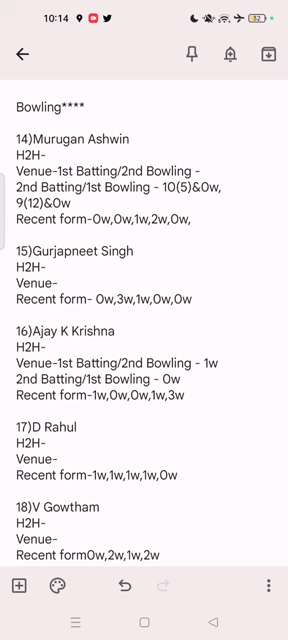 10:14
52
Bowling****
14)Murugan Ashwin
H2H-
Venue-1st Batting/2nd Bowling -
2nd Batting/1st Bowling - 10(5)&0w,
9(12)&0w
Recent form-0w,0w,1w,2w,0w,
15)Gurjapneet Singh
H2H-
Venue-
Recent form- 0w,3w,1w,0w,0w
16)Ajay K Krishna
H2H-
Venue-1st Batting/2nd Bowling - 1w
2nd Batting/1st Bowling - 0w
Recent form-1w,0w,0w,1w,3w
17)D Rahul
H2H-
Venue-
Recent form-1w,1w,1w,1w,0w
18)V Gowtham
H2H-
Venue-
Recent form0w,2w,1w,2w